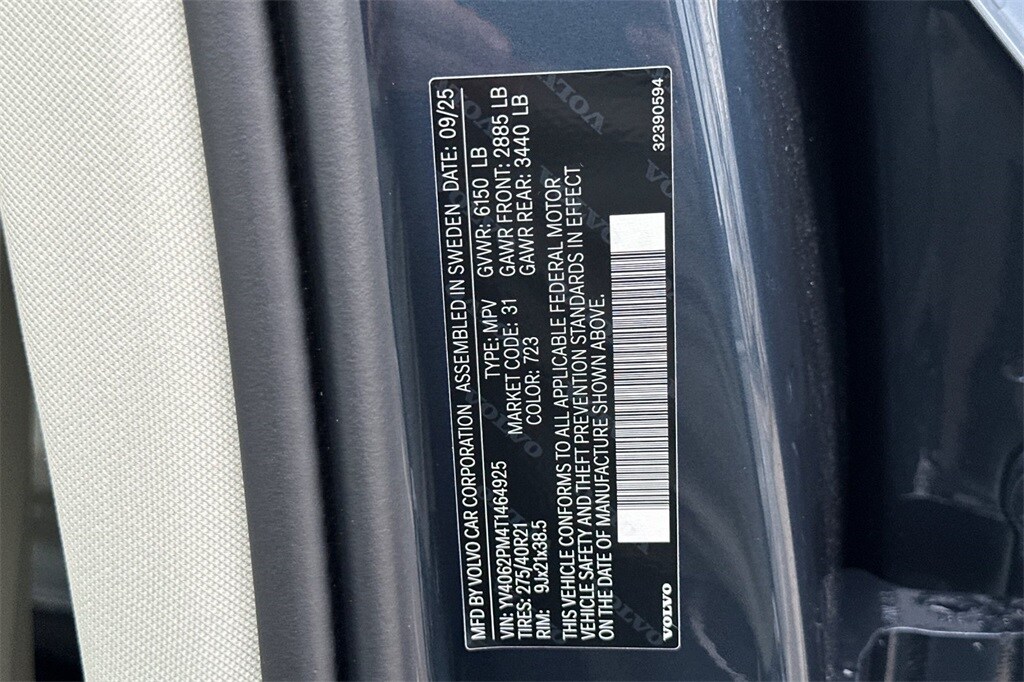 MFD BY VOLVO CAR CORPORATION ASSEMBLED IN SWEDEN DATE: 09/25
VIN: YV4062PM4T1464925 TYPE: MPV GVWR: 6150 LB
TIRES: 275/40R21 MARKET CODE: 31 GAWR FRONT: 2885 LB
RIM: 9Jx21x38.5 COLOR: 723 GAWR REAR: 3440 LB
THIS VEHICLE CONFORMS TO ALL APPLICABLE FEDERAL MOTOR
VEHICLE SAFETY AND THEFT PREVENTION STANDARDS IN EFFECT
ON THE DATE OF MANUFACTURE SHOWN ABOVE.
VOLVO 32390594